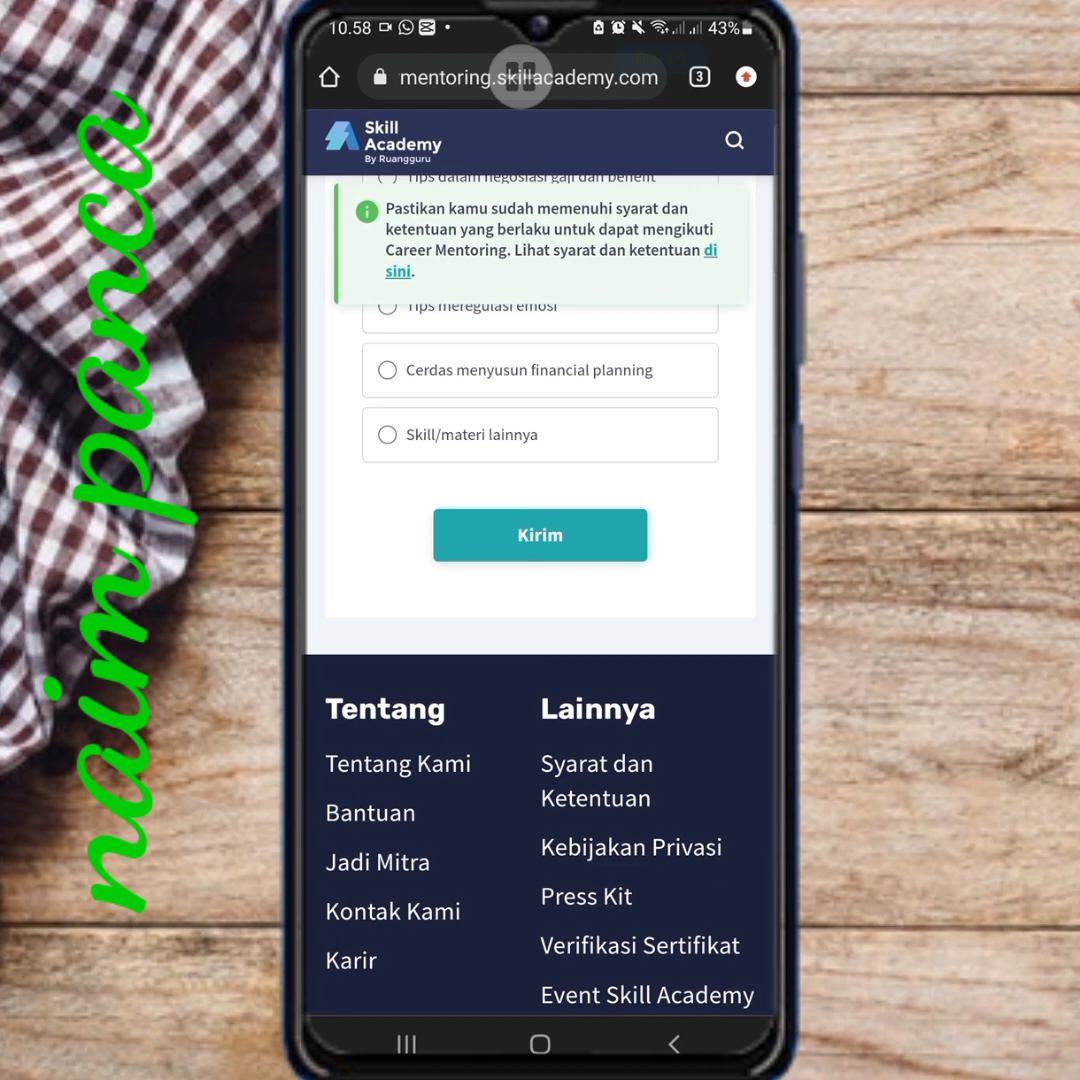 naim panca
10.58
43%
mentoring.skillacademy.com
3
Skill
Academy
By Ruangguru
Tips dalam negosiasi gaji dan benefit
Pastikan kamu sudah memenuhi syarat dan
ketentuan yang berlaku untuk dapat mengikuti
Career Mentoring. Lihat syarat dan ketentuan di
sini.
Tips meregulasi emosi
Cerdas menyusun financial planning
Skill/materi lainnya
Kirim
Tentang
Tentang Kami
Bantuan
Jadi Mitra
Kontak Kami
Karir
Lainnya
Syarat dan
Ketentuan
Kebijakan Privasi
Press Kit
Verifikasi Sertifikat
Event Skill Academy